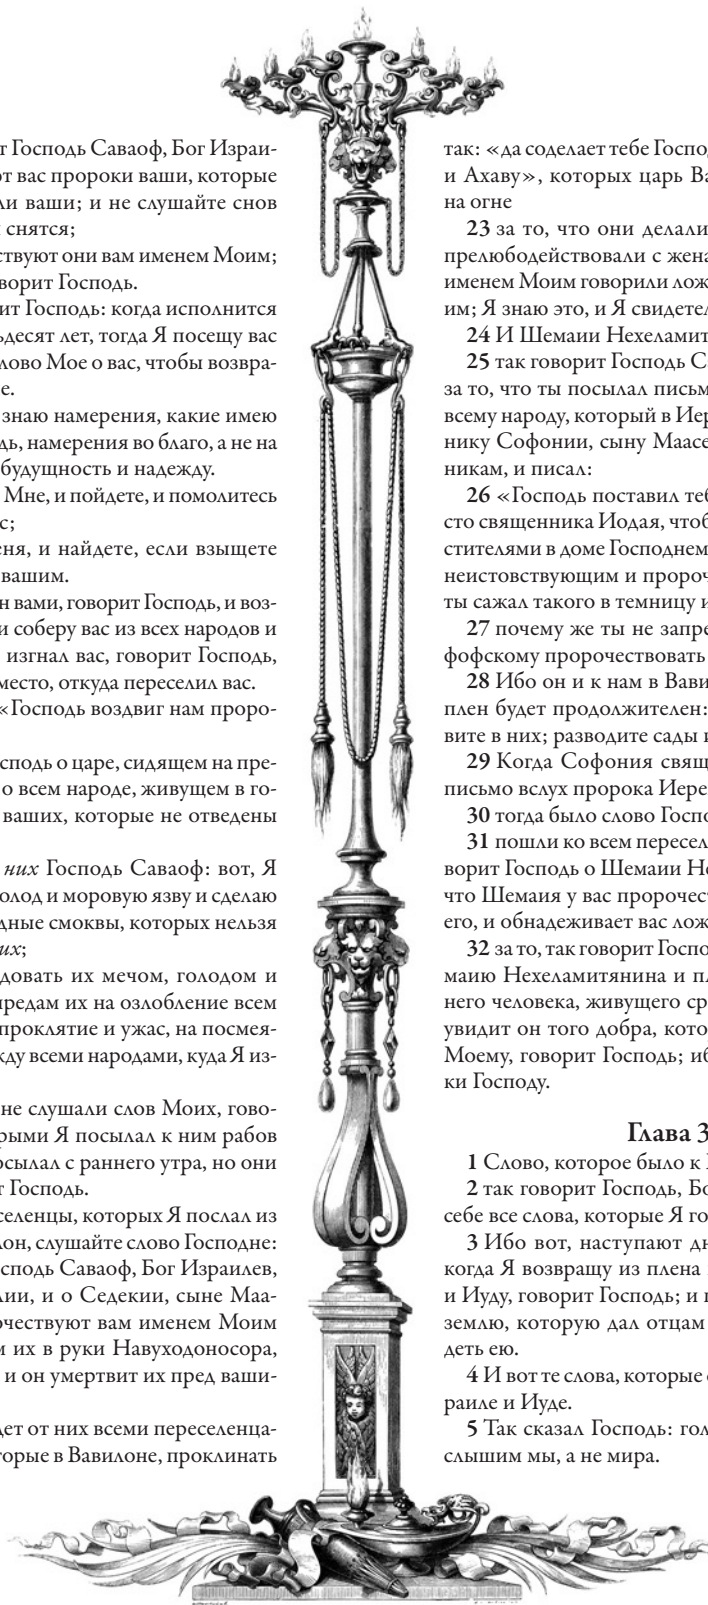 т Господь Саваоф, Бог Израи-
от вас пророки ваши, которые
ли ваши; и не слушайте снов
снятся;
ствуют они вам именем Моим;
ворит Господь.
ит Господь: когда исполнится
ьдесят лет, тогда Я посещу вас
лово Мое о вас, чтобы возвра-
е.
знаю намерения, какие имею
дь, намерения во благо, а не на
будущность и надежду.
Мне, и пойдете, и помолитесь
с;
еня, и найдете, если взыщете
вашим.
н вами, говорит Господь, и воз-
и соберу вас из всех народов и
изгнал вас, говорит Господь,
место, откуда переселил вас.
«Господь воздвиг нам проро-
сподь о царе, сидящем на пре-
о всем народе, живущем в го-
ваших, которые не отведены
них Господь Саваоф: вот, Я
олод и моровую язву и сделаю
дные смоквы, которых нельзя
их;
довать их мечом, голодом и
предам их на озлобление всем
проклятие и ужас, на посмея-
жду всеми народами, куда Я из-
не слушали слов Моих, гово-
рыми Я посылал к ним рабов
осылал с раннего утра, но они
т Господь.
селенцы, которых Я послал из
лон, слушайте слово Господне:
сподь Саваоф, Бог Израилев,
лии, и о Седекии, сыне Маа-
очествуют вам именем Моим
м их в руки Навуходоносора,
и он умертвит их пред ваши-
дет от них всеми переселенца-
торые в Вавилоне, проклинать
так: «да соделает тебе Господ
и Ахаву», которых царь Ва
на огне
23 за то, что они делали
прелюбодействовали с жена
именем Моим говорили лож
им; Я знаю это, и Я свидетел
24 И Шемаии Нехеламит
25 так говорит Господь С
за то, что ты посылал письм
всему народу, который в Иер
нику Софонии, сыну Маасе
никам, и писал:
26 «Господь поставил теб
сто священника Иодая, чтоб
стителями в доме Господнем
неистовствующим и пророч
ты сажал такого в темницу и
27 почему же ты не запре
фофскому пророчествовать
28 Ибо он и к нам в Вави
плен будет продолжителен:
вите в них; разводите сады и
29 Когда Софония свящ
письмо вслух пророка Иере
30 тогда было слово Госпо
31 пошли ко всем пересел
ворит Господь о Шемаии Не
что Шемаия у вас пророчест
его, и обнадеживает вас лож
32 за то, так говорит Госпо
маию Нехеламитянина и пл
него человека, живущего ср
увидит он того добра, кото
Моему, говорит Господь; иб
ки Господу.
Глава 3
1 Слово, которое было к
2 так говорит Господь, Бо
себе все слова, которые Я го
3 Ибо вот, наступают дн
когда Я возвращу из плена
и Иуду, говорит Господь; и п
землю, которую дал отцам
деть ею.
4 И вот те слова, которые с
раиле и Иуде.
5 Так сказал Господь: гол
слышим мы, а не мира.